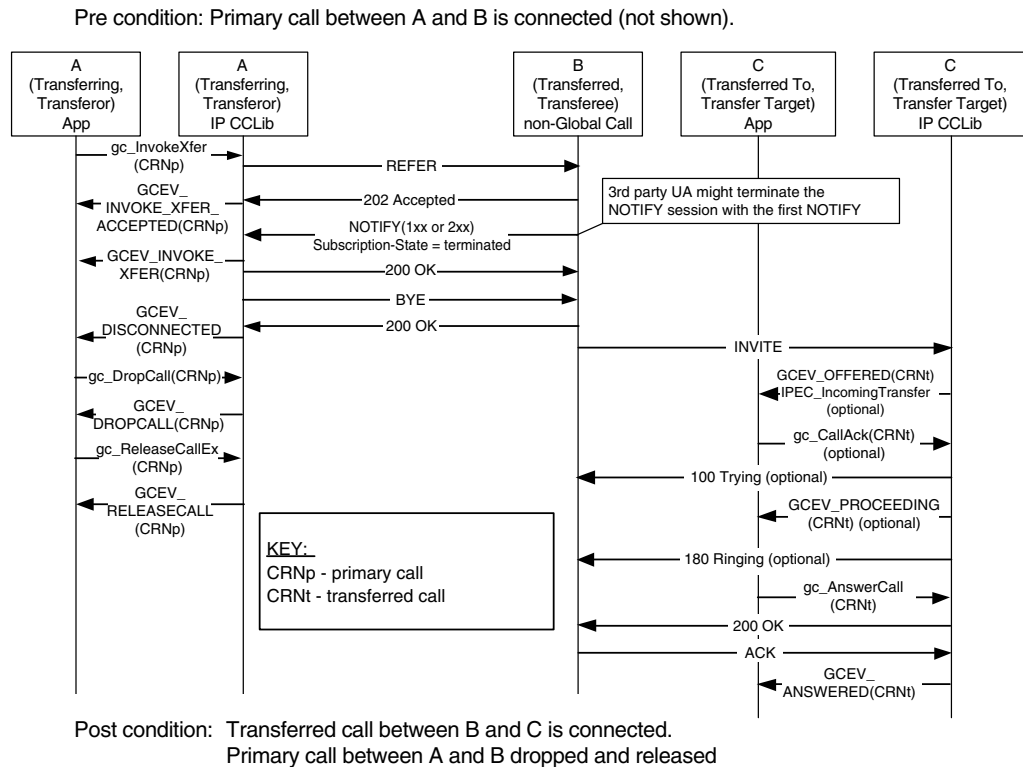 Pre condition: Primary call between A and B is connected (not shown).
A
(Transferring,
Transferor)
App
A
(Transferring,
Transferor)
IP CCLib
B
(Transferred,
Transferee)
non-Global Call
C
(Transferred To,
Transfer Target)
App
C
(Transferred To,
Transfer Target)
IP CCLib
gc_InvokeXfer
(CRNp)
REFER
GCEV_
INVOKE_XFER_
ACCEPTED(CRNp)
202 Accepted
3rd party UA might terminate the
NOTIFY session with the first NOTIFY
NOTIFY(1xx or 2xx)
Subscription-State = terminated
GCEV_INVOKE_
XFER(CRNp)
200 OK
BYE
GCEV_
DISCONNECTED
(CRNp)
200 OK
INVITE
gc_DropCall(CRNp)
GCEV_OFFERED(CRNt)
IPEC_IncomingTransfer
(optional)
GCEV_
DROPCALL(CRNp)
gc_CallAck(CRNt)
(optional)
gc_ReleaseCallEx
(CRNp)
100 Trying (optional)
GCEV_
RELEASECALL
(CRNp)
GCEV_PROCEEDING
(CRNt) (optional)
KEY:
CRNp - primary call
CRNt - transferred call
180 Ringing (optional)
gc_AnswerCall
(CRNt)
200 OK
ACK
GCEV_
ANSWERED(CRNt)
Post condition: Transferred call between B and C is connected.
Primary call between A and B dropped and released